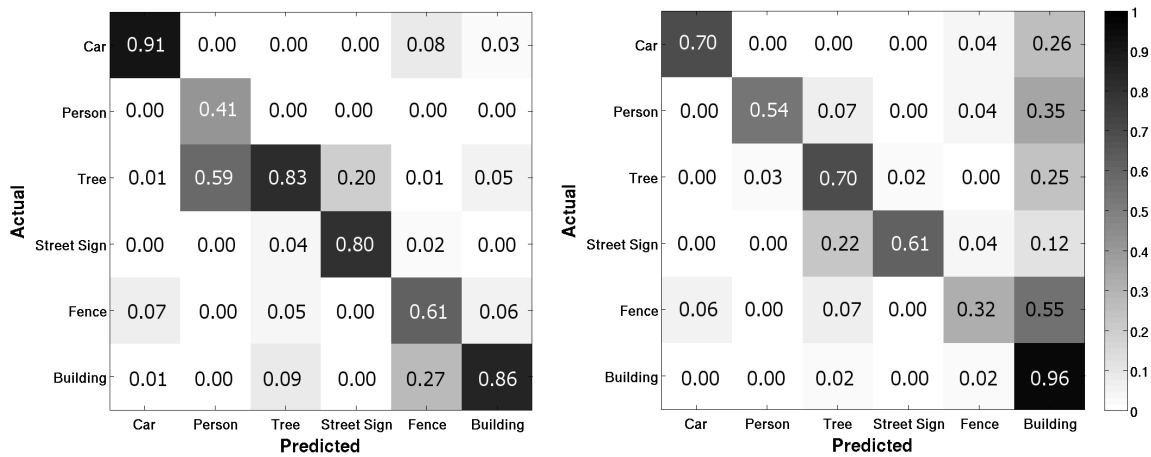 Car 0.91 0.00 0.00 0.00 0.08 0.03
Person 0.00 0.41 0.00 0.00 0.00 0.00
Tree 0.01 0.59 0.83 0.20 0.01 0.05
Street Sign 0.00 0.00 0.04 0.80 0.02 0.00
Fence 0.07 0.00 0.05 0.00 0.61 0.06
Building 0.01 0.00 0.09 0.00 0.27 0.86
Car Person Tree Street Sign Fence Building
Predicted
Actual
Car 0.70 0.00 0.00 0.00 0.04 0.26
Person 0.00 0.54 0.07 0.00 0.04 0.35
Tree 0.00 0.03 0.70 0.02 0.00 0.25
Street Sign 0.00 0.00 0.22 0.61 0.04 0.12
Fence 0.06 0.00 0.07 0.00 0.32 0.55
Building 0.00 0.00 0.02 0.00 0.02 0.96
Car Person Tree Street Sign Fence Building
Predicted
Actual
1
0.9
0.8
0.7
0.6
0.5
0.4
0.3
0.2
0.1
0